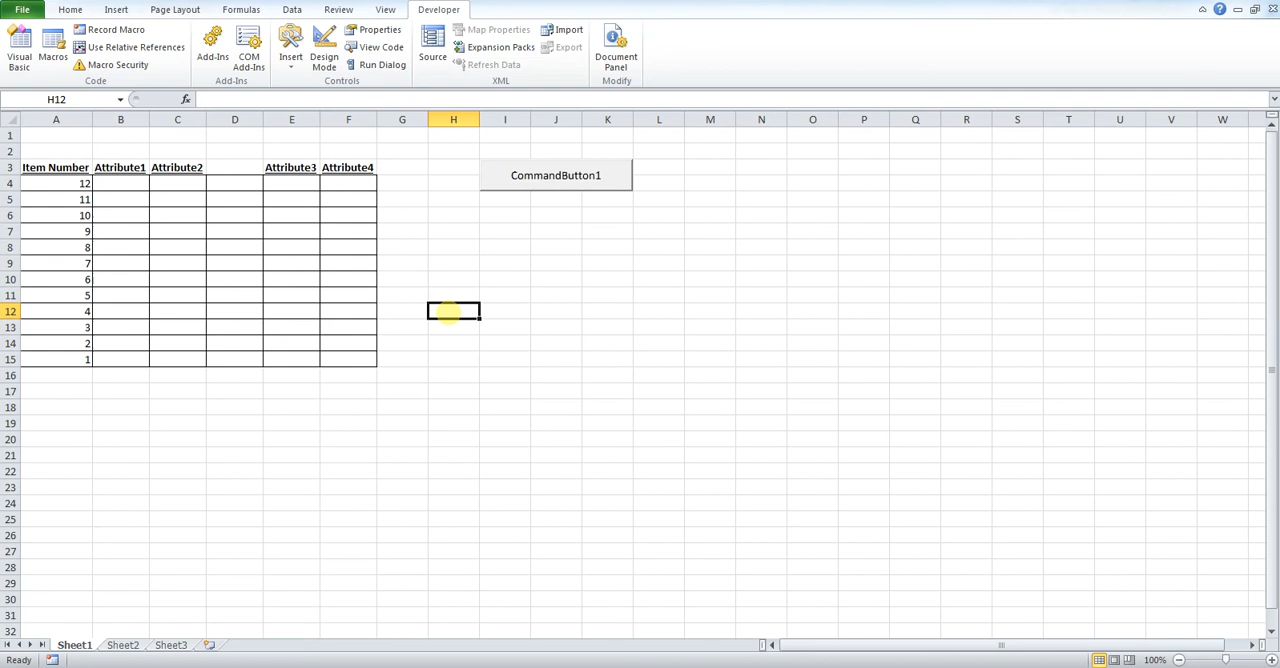 File Home Insert Page Layout Formulas Data Review View Developer
Visual Basic
Macros
Record Macro
Use Relative References
Macro Security
Code
Add-Ins
COM Add-Ins
Add-Ins
Insert
Design Mode
Properties
View Code
Run Dialog
Controls
Source
Map Properties
Expansion Packs
Refresh Data
Import
Export
XML
Document Panel
Modify
H12 fx
A B C D E F G H I J K L M N O P Q R S T U V W
1
2
3 Item Number Attribute1 Attribute2 Attribute3 Attribute4 CommandButton1
4 12
5 11
6 10
7 9
8 8
9 7
10 6
11 5
12 4
13 3
14 2
15 1
16
17
18
19
20
21
22
23
24
25
26
27
28
29
30
31
32
Sheet1 Sheet2 Sheet3
Ready 100%